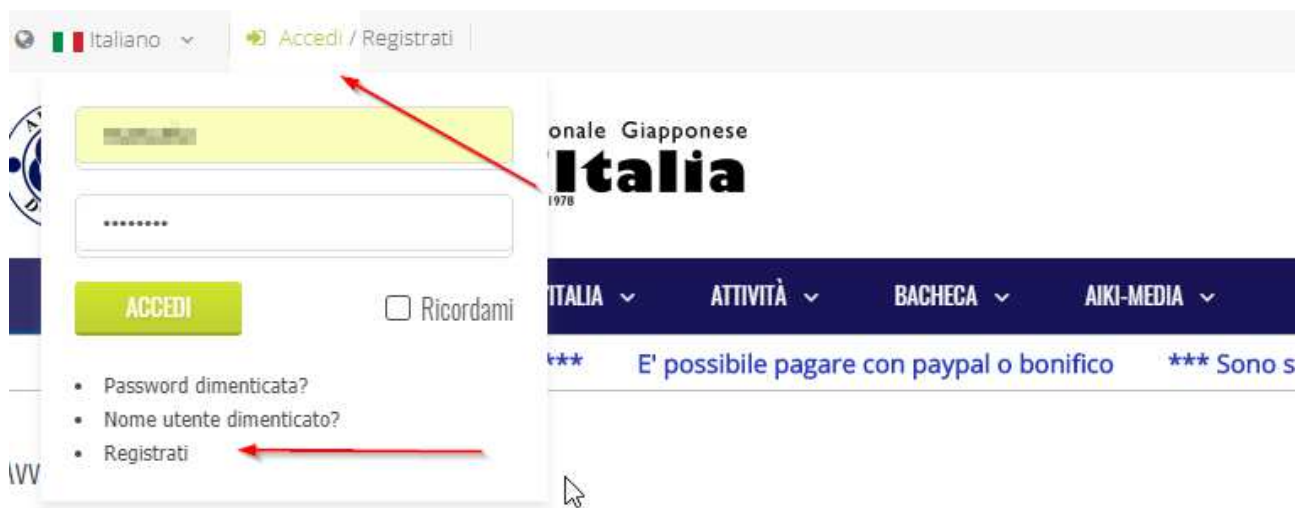 Italiano
Accedi / Registrati
onale Giapponese
Italia
1978
••••••••
ACCEDI
Ricordami
ITALIA
ATTIVITÀ
BACHECA
AIKI-MEDIA
*** E' possibile pagare con paypal o bonifico *** Sono s
Password dimenticata?
Nome utente dimenticato?
Registrati
AVV